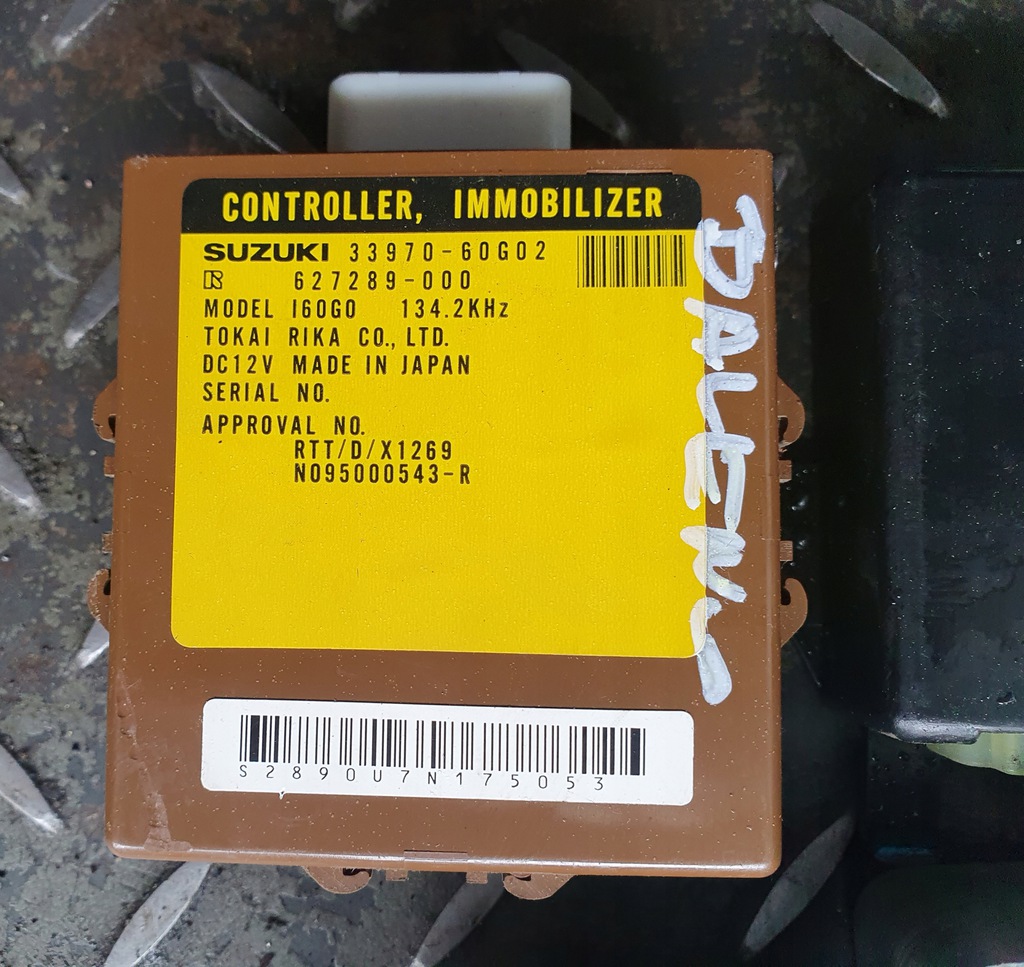 CONTROLLER, IMMOBILIZER
SUZUKI 33970-60G02
627289-000
MODEL I60G0 134.2KHz
TOKAI RIKA CO., LTD.
DC12V MADE IN JAPAN
SERIAL NO.
APPROVAL NO.
RTT/D/X1269
N095000543-R
S2890U7N175053